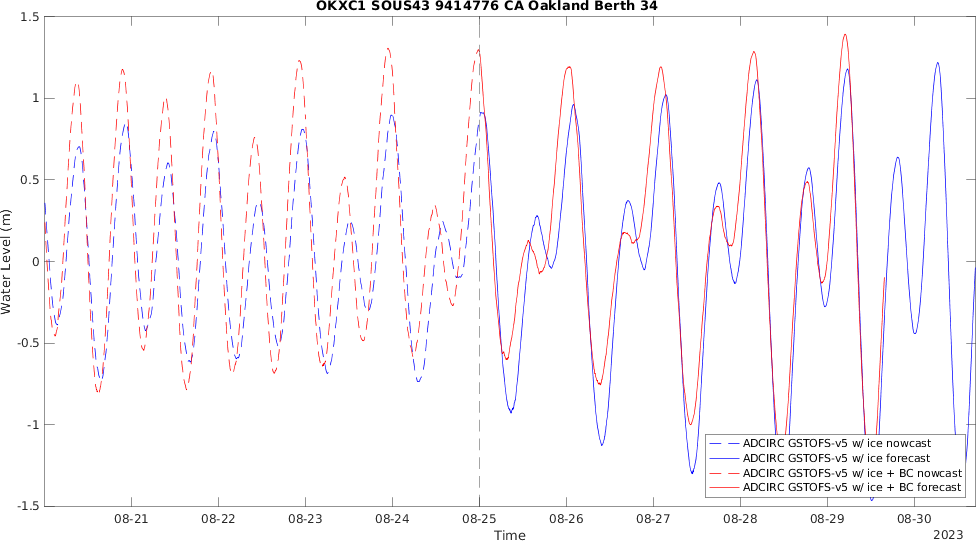 OKXC1 SOUS43 9414776 CA Oakland Berth 34
1.5
1
0.5
0
-0.5
-1
-1.5
Water Level (m)
08-21 08-22 08-23 08-24 08-25 08-26 08-27 08-28 08-29 08-30
Time
2023
ADCIRC GSTOFS-v5 w/ ice nowcast
ADCIRC GSTOFS-v5 w/ ice forecast
ADCIRC GSTOFS-v5 w/ ice + BC nowcast
ADCIRC GSTOFS-v5 w/ ice + BC forecast